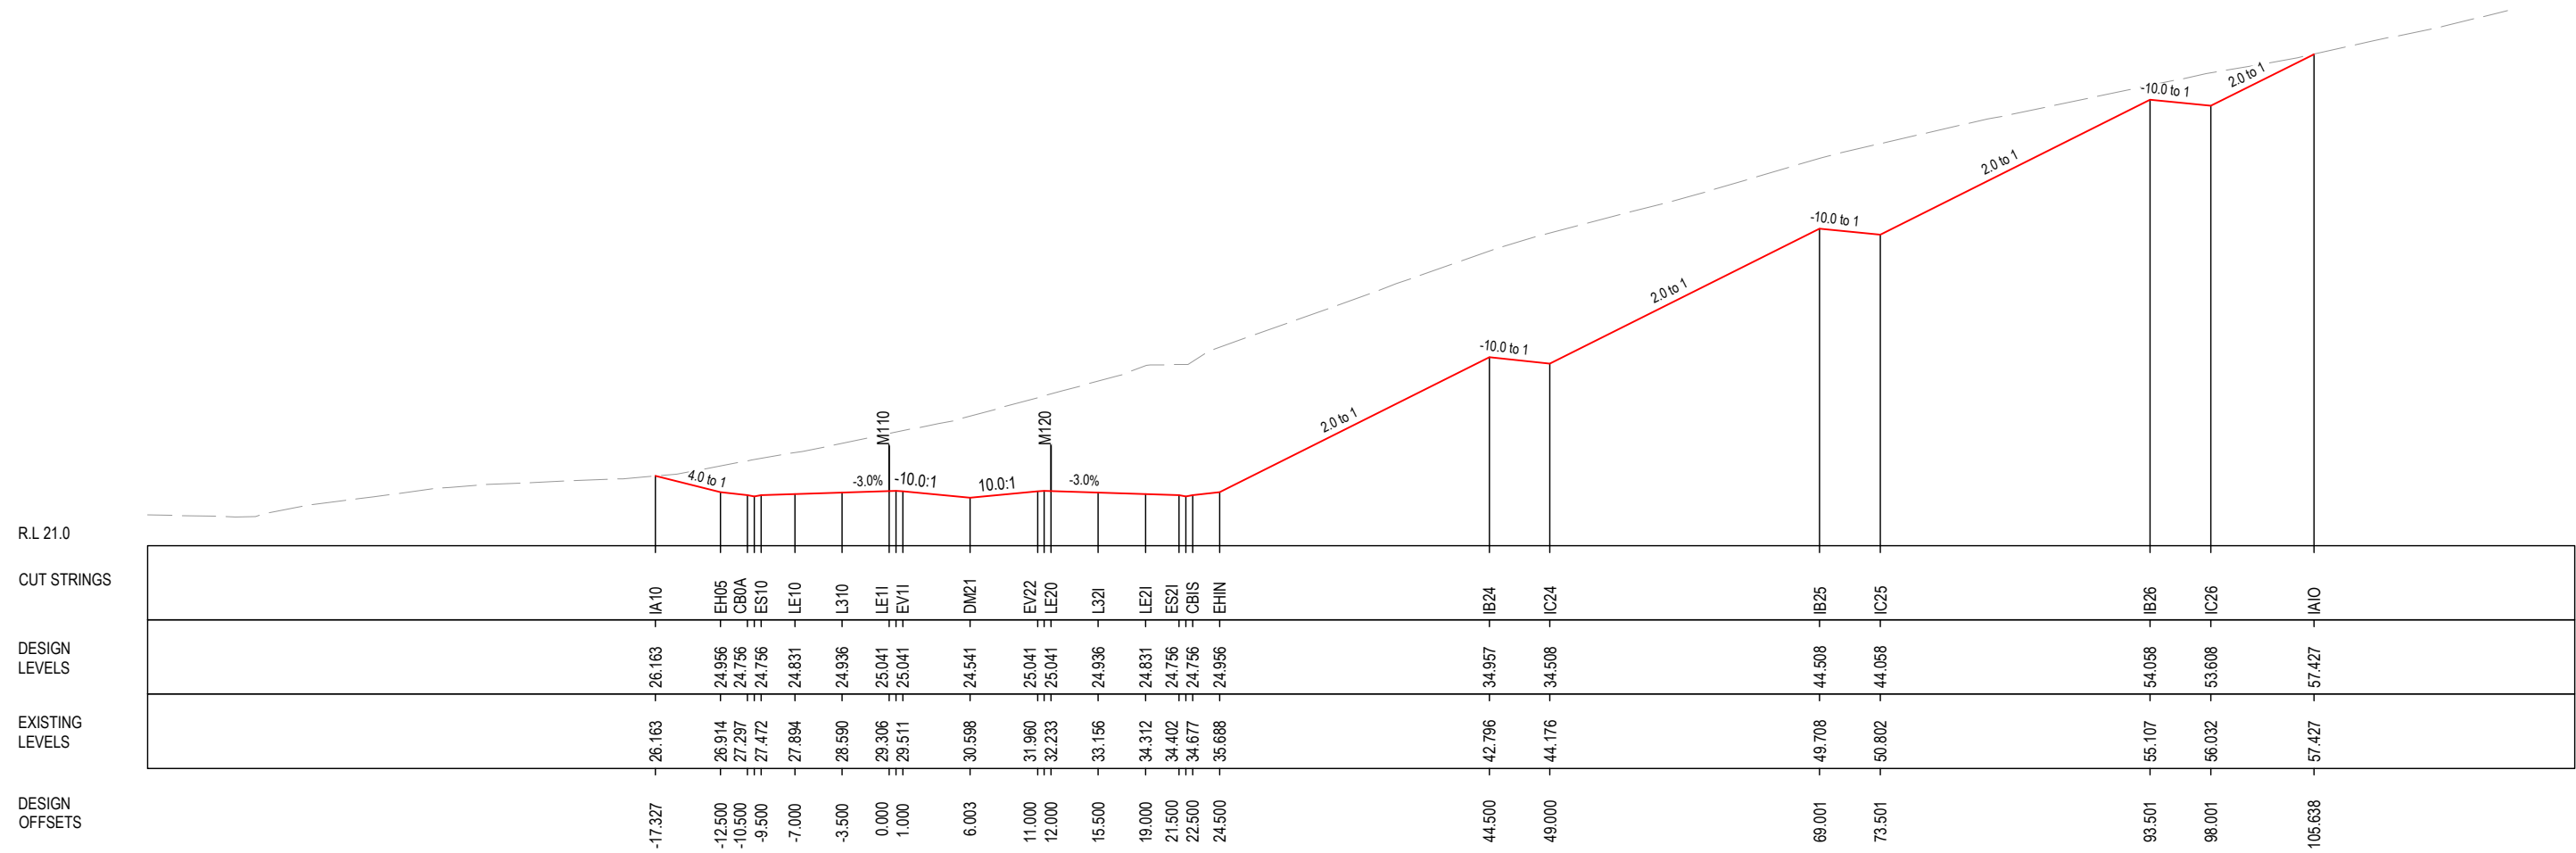 2.0 to 1
-10.0 to 1
2.0 to 1
-10.0 to 1
2.0 to 1
-10.0 to 1
2.0 to 1
M110
M120
4.0 to 1
-3.0%
-10.0:1
10.0:1
-3.0%
R.L 21.0
CUT STRINGS
IA10
EH05
CB0A
ES10
LE10
L310
LE1I
EV1I
DM21
EV22
LE20
L32I
LE2I
ES2I
CBIS
EHIN
IB24
IC24
IB25
IC25
IB26
IC26
IAIO
DESIGN
LEVELS
26.163
24.956
24.756
24.756
24.831
24.936
25.041
25.041
24.541
25.041
25.041
24.936
24.831
24.756
24.756
24.956
34.957
34.508
44.508
44.058
54.058
53.608
57.427
EXISTING
LEVELS
26.163
26.914
27.297
27.472
27.894
28.590
29.306
29.511
30.598
31.960
32.233
33.156
34.312
34.402
34.677
35.688
42.796
44.176
49.708
50.802
55.107
56.032
57.427
DESIGN
OFFSETS
-17.327
-12.500
-10.500
-9.500
-7.000
-3.500
0.000
1.000
6.003
11.000
12.000
15.500
19.000
21.500
22.500
24.500
44.500
49.000
69.001
73.501
93.501
98.001
105.638